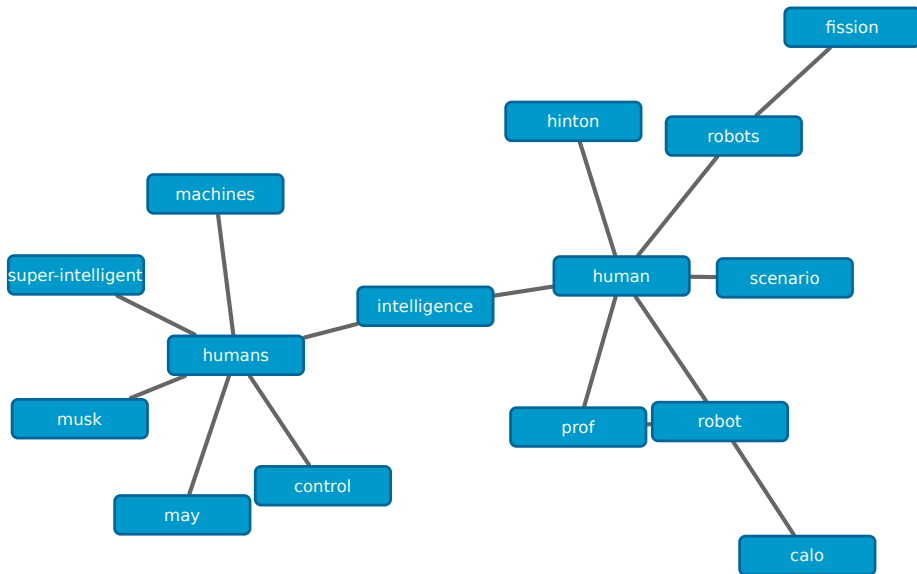 fission
hinton
robots
machines
super-intelligent
human
scenario
intelligence
humans
musk
prof
robot
control
may
calo